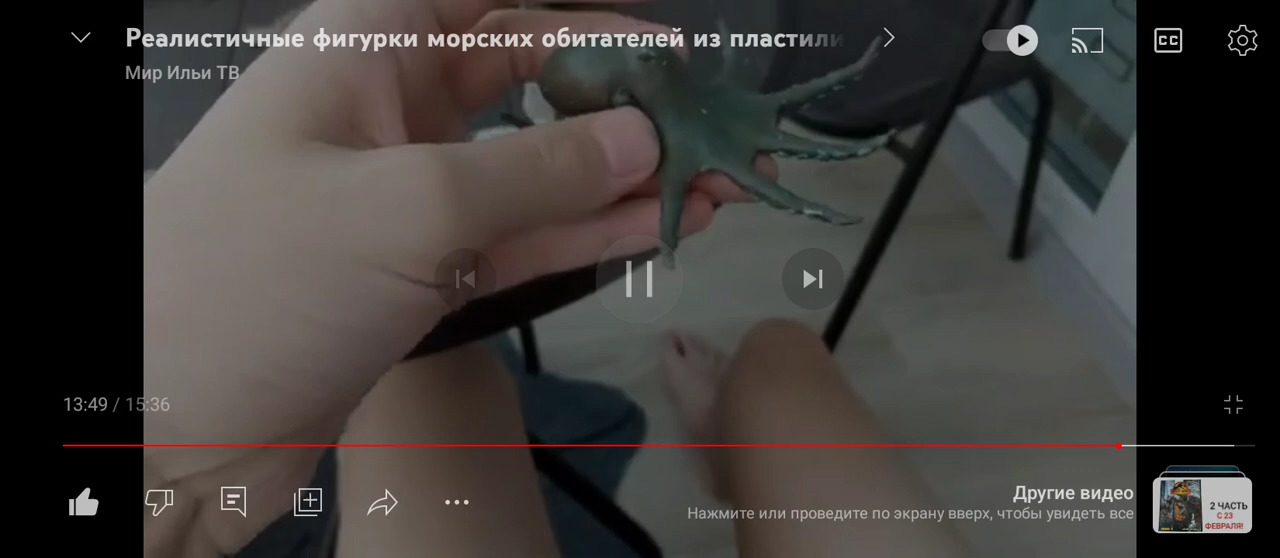 Реалистичные фигурки морских обитателей из пластили
Мир Ильи ТВ
CC
13:49 / 15:36
Другие видео
Нажмите или проведите по экрану вверх, чтобы увидеть все
2 ЧАСТЬ
С 23
ФЕВРАЛЯ!